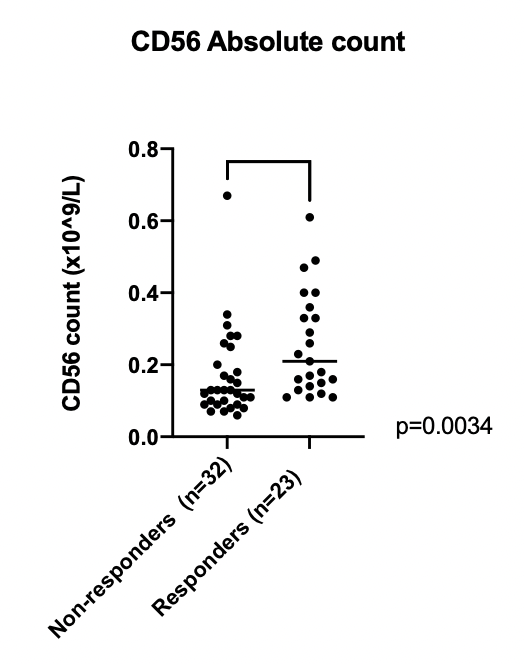 CD56 Absolute count
CD56 count (x10^9/L)
0.8
0.6
0.4
0.2
0.0
p=0.0034
Non-responders (n=32)
Responders (n=23)